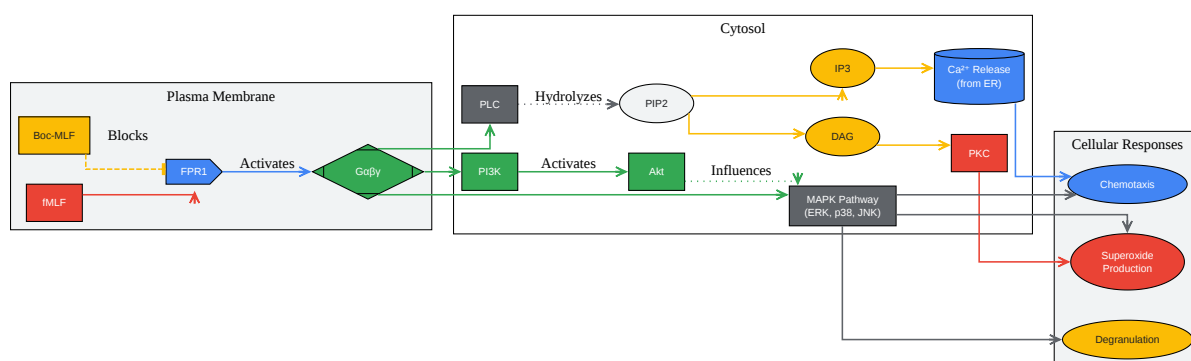 Cytosol
Plasma Membrane
Cellular Responses
Boc-MLF
Blocks
fMLF
FPR1
Activates
Gαβγ
PLC
Hydrolyzes
PIP2
IP3
Ca²⁺ Release
(from ER)
DAG
PKC
PI3K
Activates
Akt
Influences
MAPK Pathway
(ERK, p38, JNK)
Chemotaxis
Superoxide
Production
Degranulation